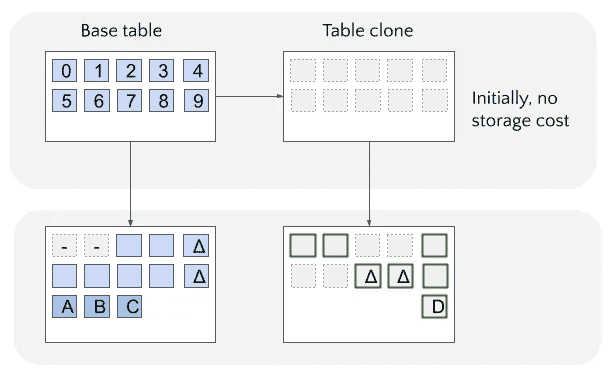 Base table
Table clone
0 1 2 3 4
5 6 7 8 9
Initially, no
storage cost
- - Δ
Δ
A B C
Δ Δ
D